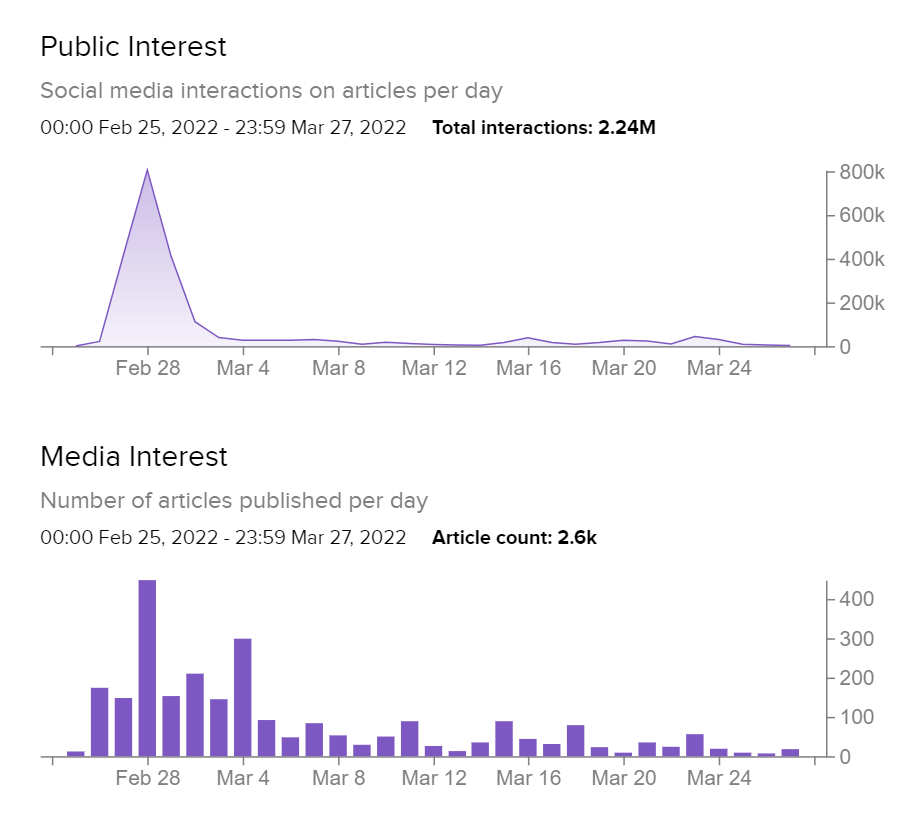 Public Interest
Social media interactions on articles per day
00:00 Feb 25, 2022 - 23:59 Mar 27, 2022 Total interactions: 2.24M
800k
600k
400k
200k
0
Feb 28 Mar 4 Mar 8 Mar 12 Mar 16 Mar 20 Mar 24
Media Interest
Number of articles published per day
00:00 Feb 25, 2022 - 23:59 Mar 27, 2022 Article count: 2.6k
400
300
200
100
0
Feb 28 Mar 4 Mar 8 Mar 12 Mar 16 Mar 20 Mar 24